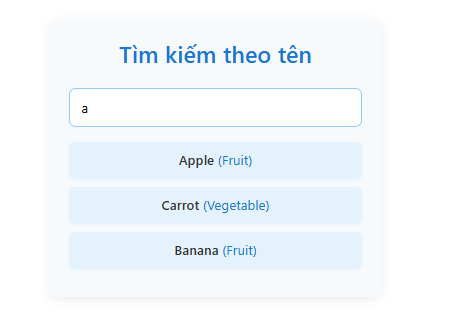 Tìm kiếm theo tên
a
Apple (Fruit)
Carrot (Vegetable)
Banana (Fruit)